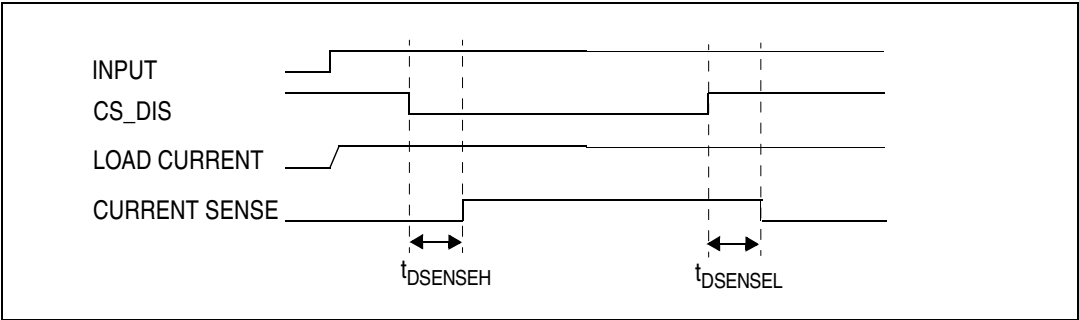 INPUT
CS_DIS
LOAD CURRENT
CURRENT SENSE
tDSENSEH
tDSENSEL